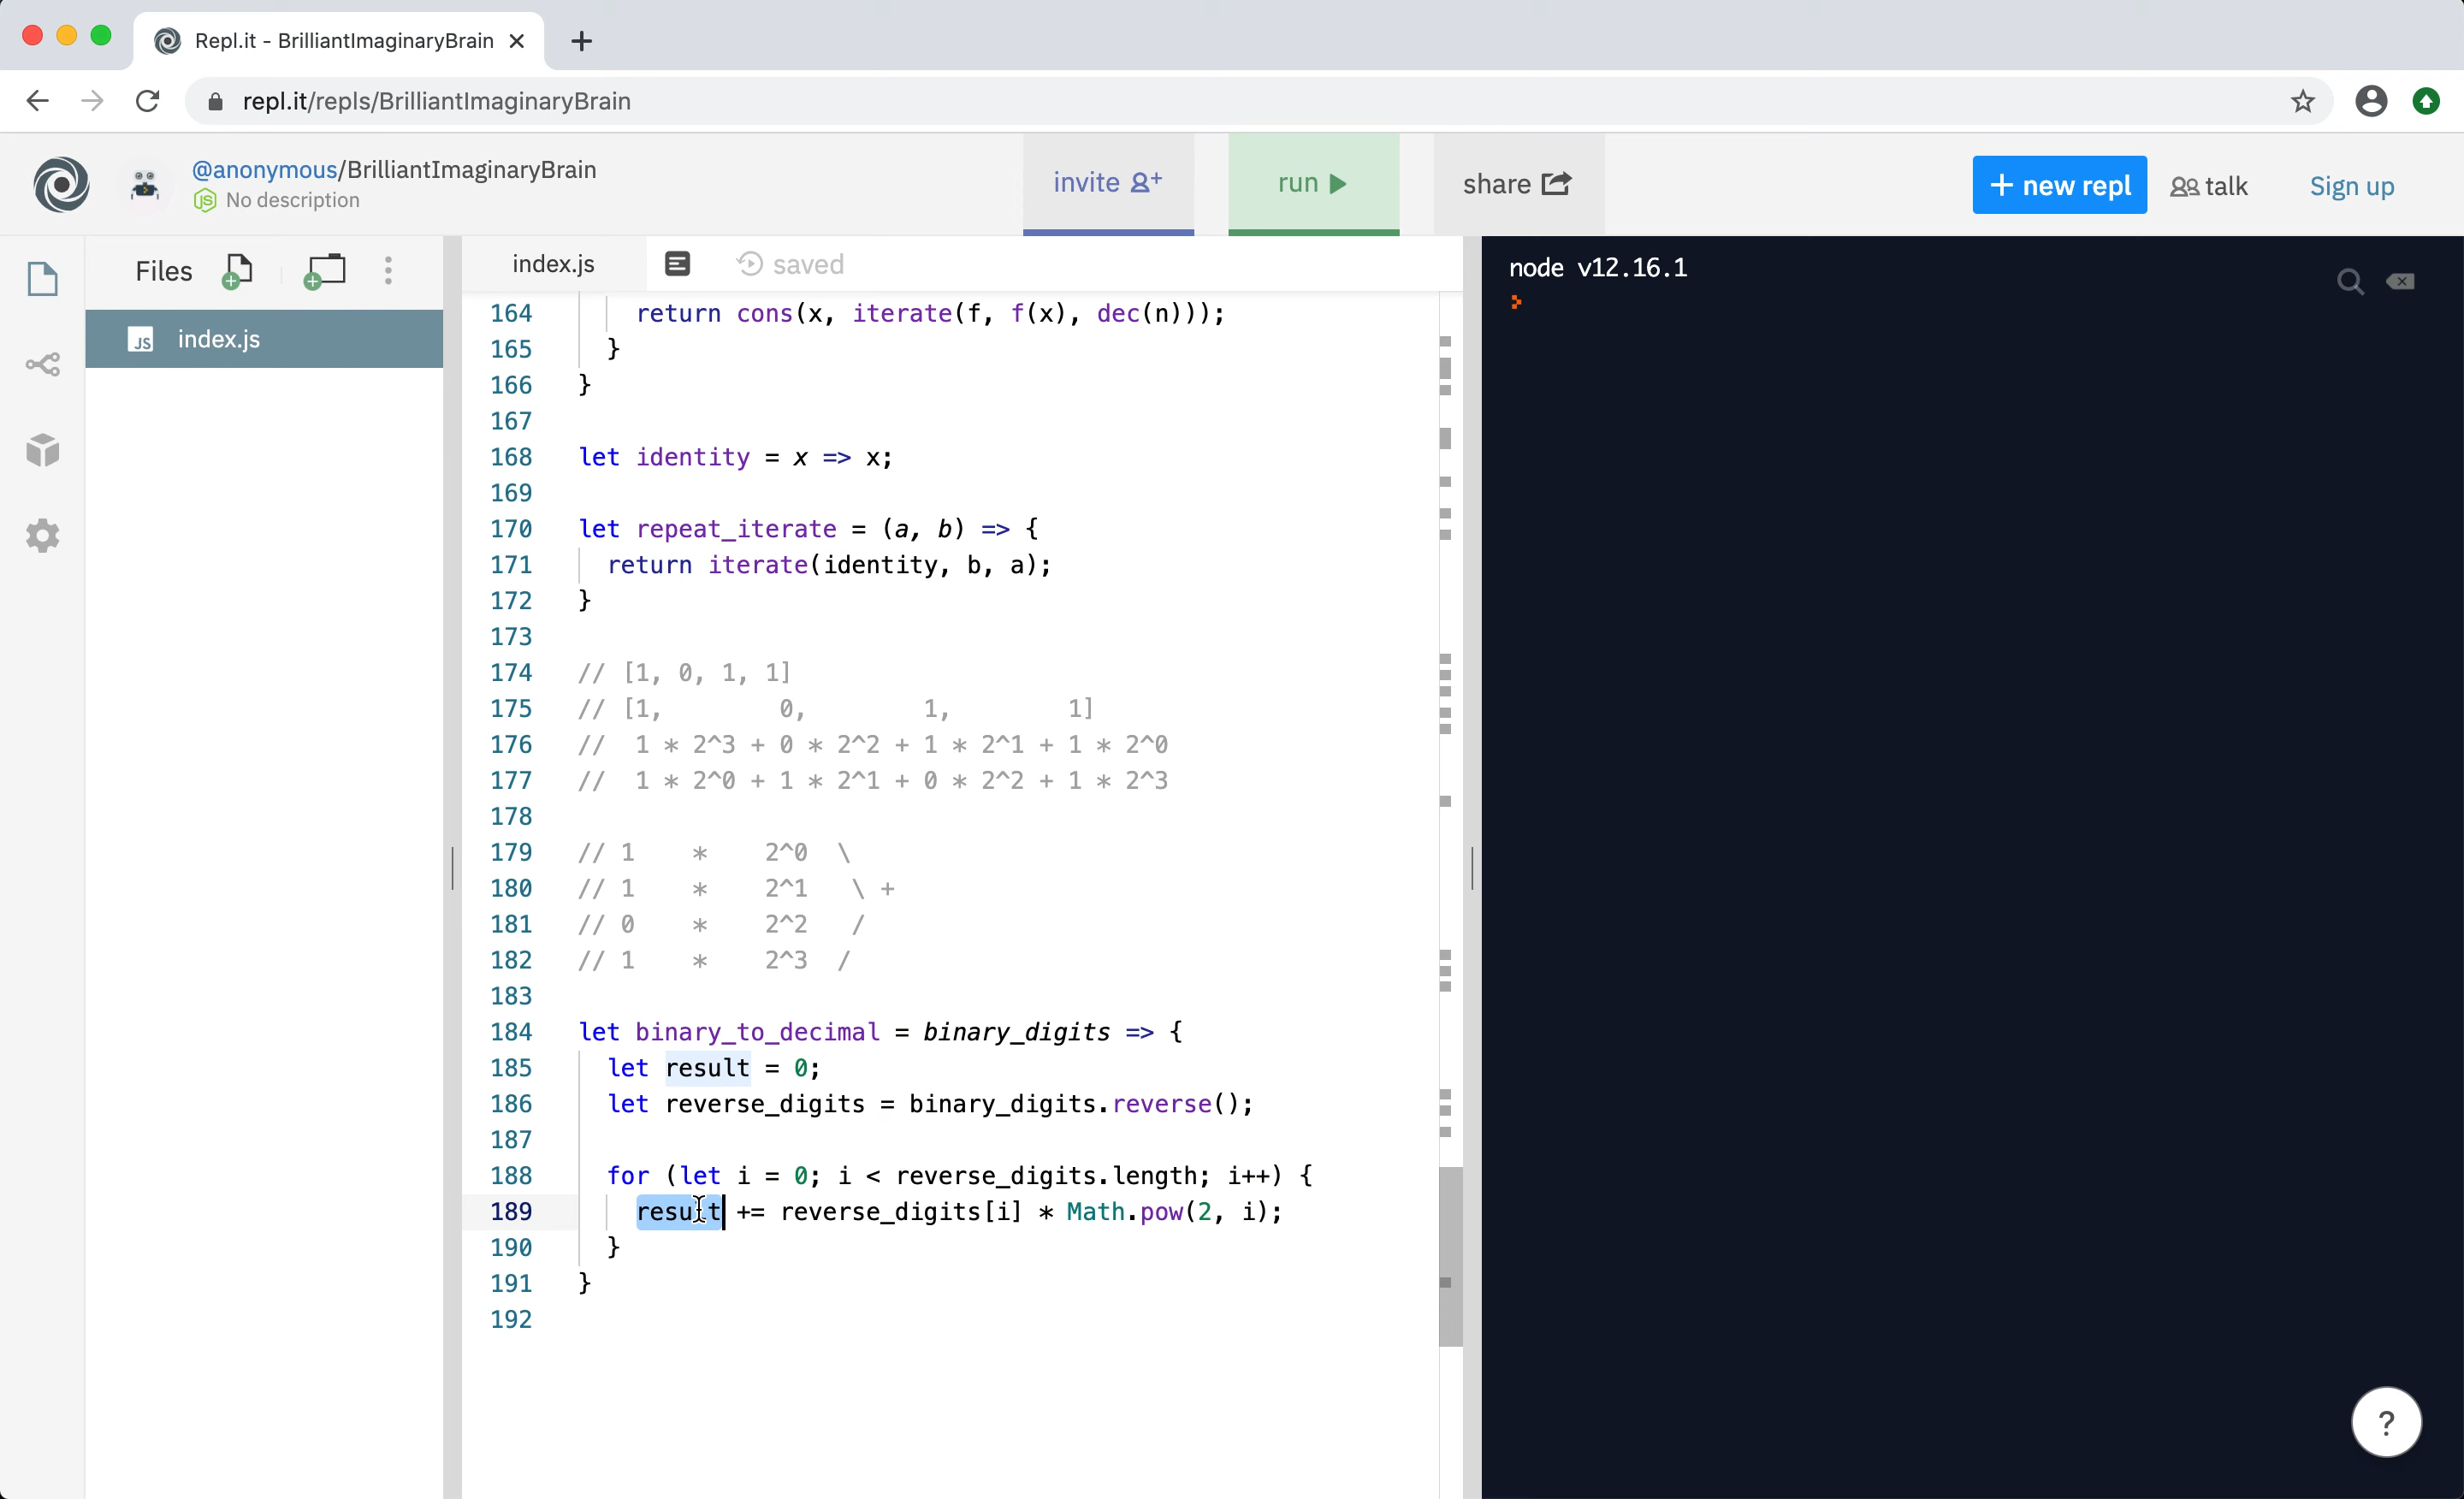 Repl.it - BrilliantImaginaryBrain
repl.it/repls/BrilliantImaginaryBrain
@anonymous/BrilliantImaginaryBrain
No description
invite
run
share
+ new repl
talk
Sign up
Files
JS index.js
index.js
saved
164 return cons(x, iterate(f, f(x), dec(n)));
165 }
166 }
167
168 let identity = x => x;
169
170 let repeat_iterate = (a, b) => {
171 return iterate(identity, b, a);
172 }
173
174 // [1, 0, 1, 1]
175 // [1, 0, 1, 1]
176 // 1 * 2^3 + 0 * 2^2 + 1 * 2^1 + 1 * 2^0
177 // 1 * 2^0 + 1 * 2^1 + 0 * 2^2 + 1 * 2^3
178
179 // 1 * 2^0 \
180 // 1 * 2^1 \ +
181 // 0 * 2^2 /
182 // 1 * 2^3 /
183
184 let binary_to_decimal = binary_digits => {
185 let result = 0;
186 let reverse_digits = binary_digits.reverse();
187
188 for (let i = 0; i < reverse_digits.length; i++) {
189 result += reverse_digits[i] * Math.pow(2, i);
190 }
191 }
192
node v12.16.1
?